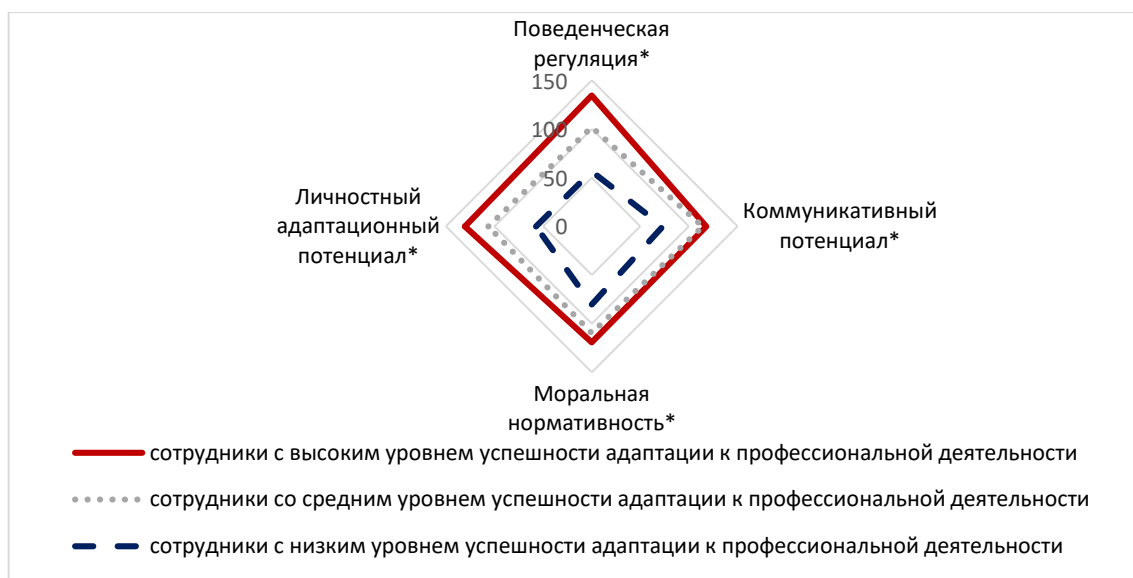 Поведенческая
регуляция*
150
100
50
0
Личностный
адаптационный
потенциал*
Коммуникативный
потенциал*
Моральная
нормативность*
сотрудники с высоким уровнем успешности адаптации к профессиональной деятельности
сотрудники со средним уровнем успешности адаптации к профессиональной деятельности
сотрудники с низким уровнем успешности адаптации к профессиональной деятельности